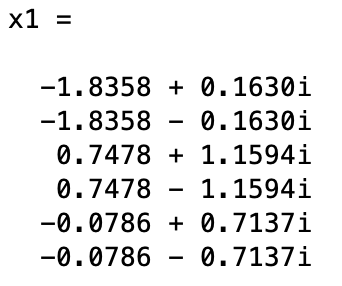 x1 =
-1.8358 + 0.1630i
-1.8358 - 0.1630i
0.7478 + 1.1594i
0.7478 - 1.1594i
-0.0786 + 0.7137i
-0.0786 - 0.7137i